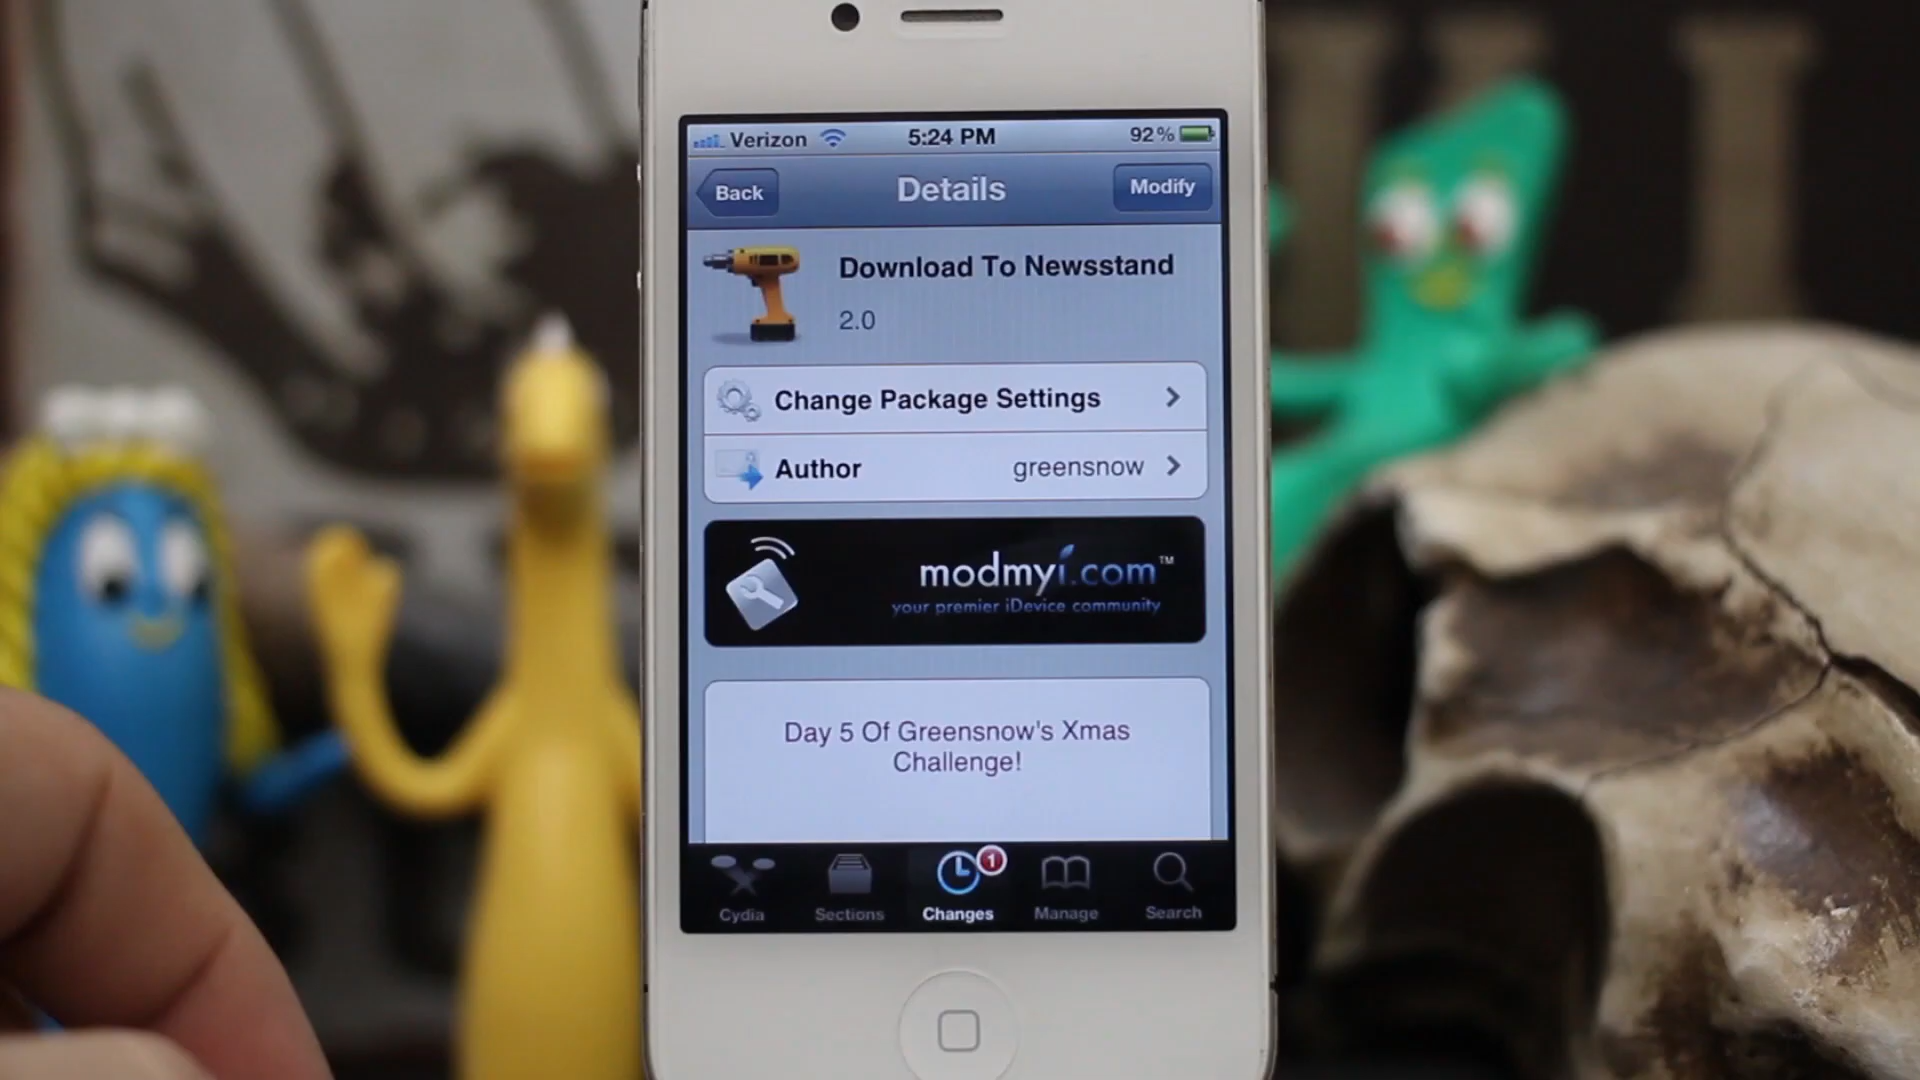 Verizon 5:24 PM 92%
Back Details Modify
Download To Newsstand
2.0
Change Package Settings
Author greensnow
modmyi.com™
your premier iDevice community
Day 5 Of Greensnow's Xmas
Challenge!
1
Cydia Sections Changes Manage Search